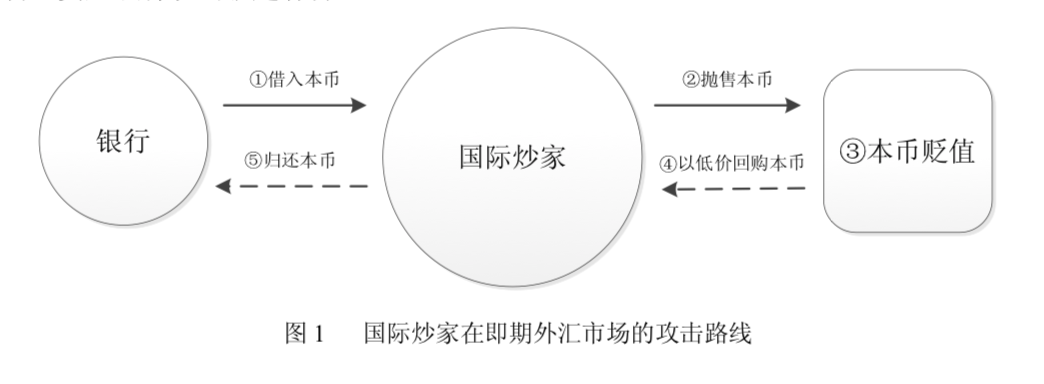 ①借入本币
②抛售本币
银行
国际炒家
③本币贬值
⑤归还本币
④以低价回购本币
图 1 国际炒家在即期外汇市场的攻击路线